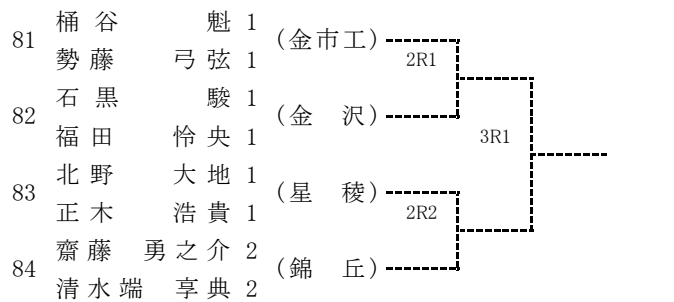 桶谷 魁 1
81 (金市工)
勢藤 弓弦 1
2R1
石黒 駿 1
82 (金 沢)
福田 怜央 1
3R1
北野 大地 1
83 (星 稜)
正木 浩貴 1
2R2
齋藤 勇之介 2
84 (錦 丘)
清水端 享典 2